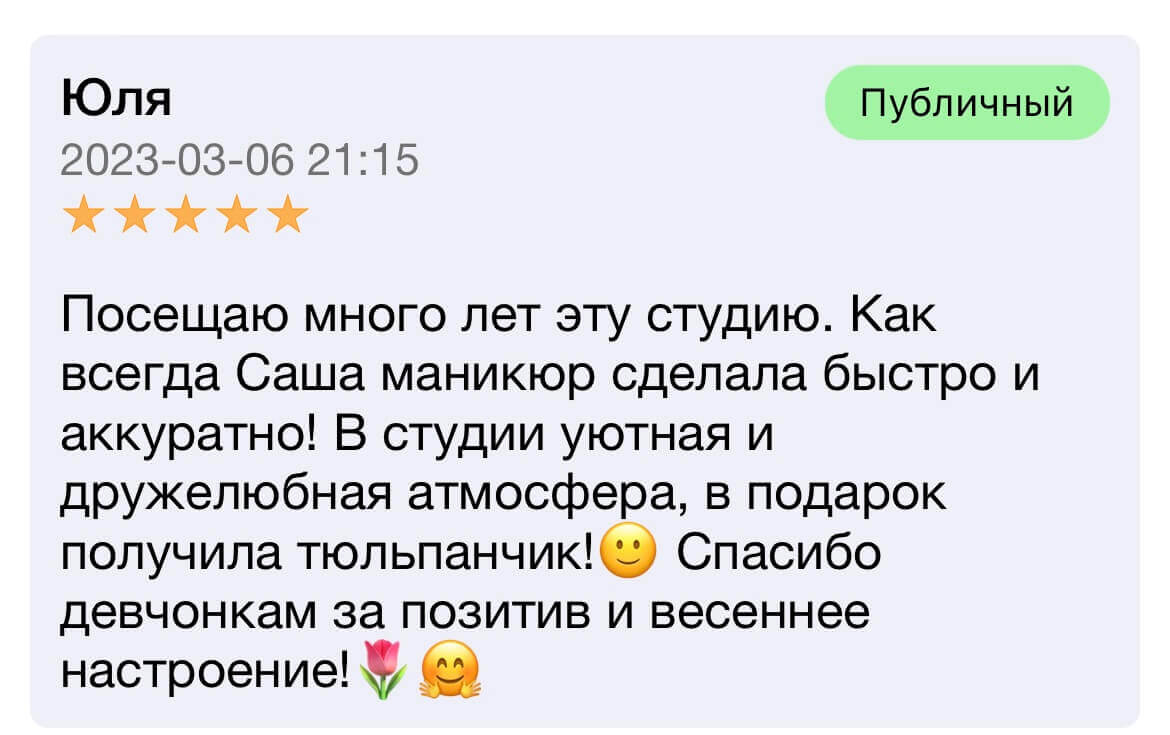 Юля
Публичный
2023-03-06 21:15
Посещаю много лет эту студию. Как
всегда Саша маникюр сделала быстро и
аккуратно! В студии уютная и
дружелюбная атмосфера, в подарок
получила тюльпанчик!🙂 Спасибо
девчонкам за позитив и весеннее
настроение!🌷🤗